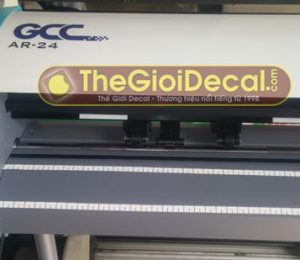 GCC
AR-24
TheGioiDecal.com
Thế Giới Decal - Thương hiệu nổi tiếng từ 1998